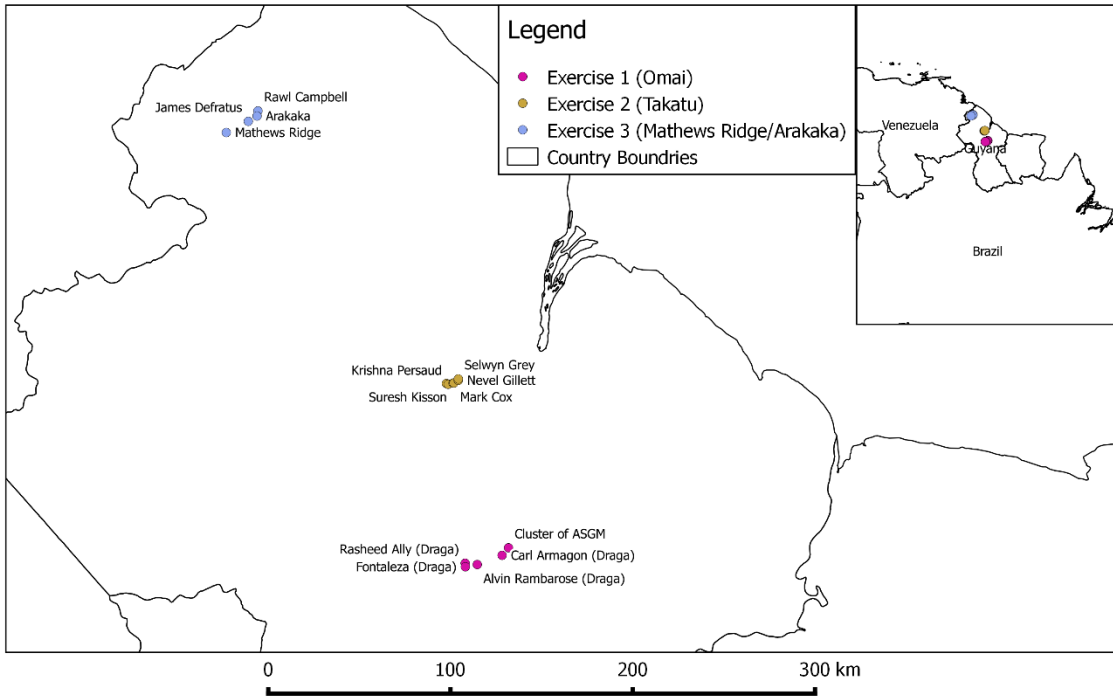 Legend
Exercise 1 (Omai)
Exercise 2 (Takatu)
Exercise 3 (Mathews Ridge/Arakaka)
Country Boundries
Venezuela
Guyana
Brazil
Rawl Campbell
James Defratus
Arakaka
Mathews Ridge
Selwyn Grey
Krishna Persaud
Nevel Gillett
Suresh Kisson
Mark Cox
Cluster of ASGM
Rasheed Ally (Draga)
Carl Armagon (Draga)
Fontaleza (Draga)
Alvin Rambarose (Draga)
0 100 200 300 km